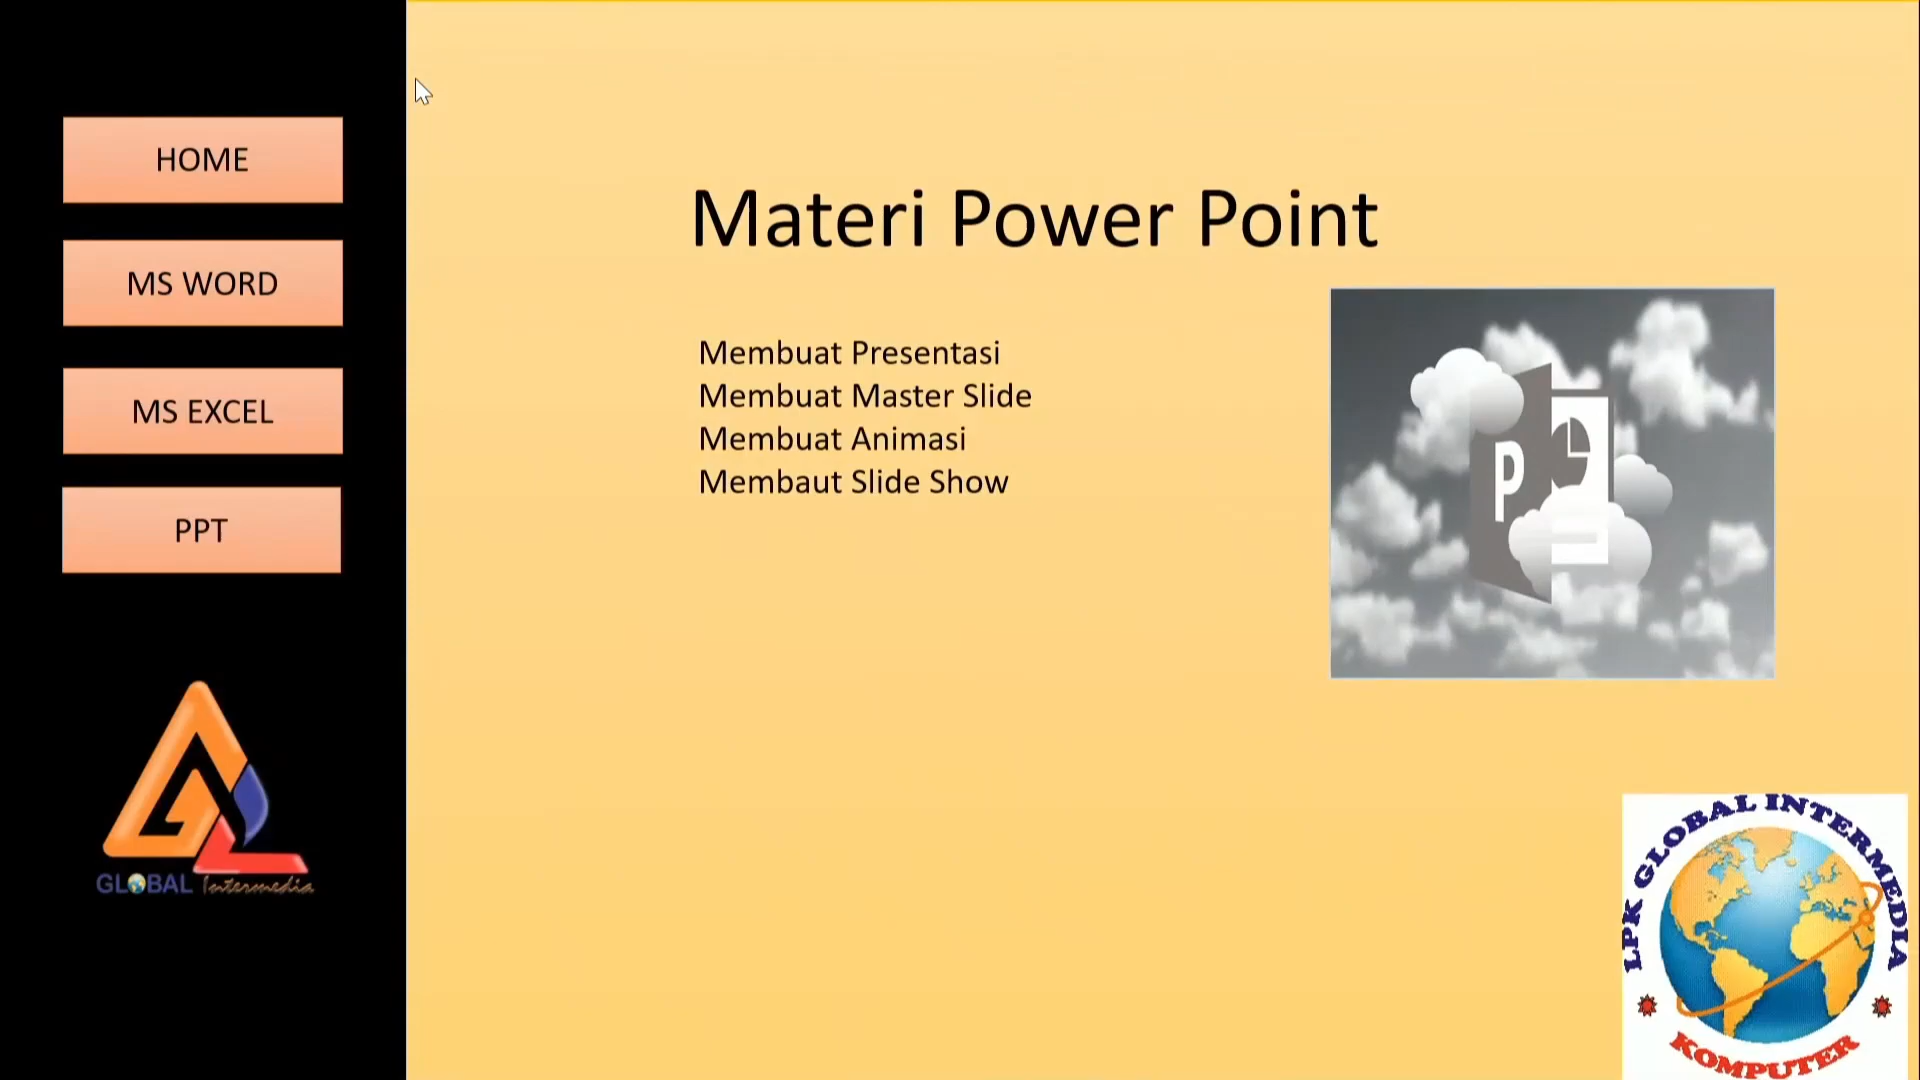 HOME
MS WORD
MS EXCEL
PPT
GLOBAL Intermedia
Materi Power Point
Membuat Presentasi
Membuat Master Slide
Membuat Animasi
Membaut Slide Show
P
LPK GLOBAL INTERMEDIA
KOMPUTER